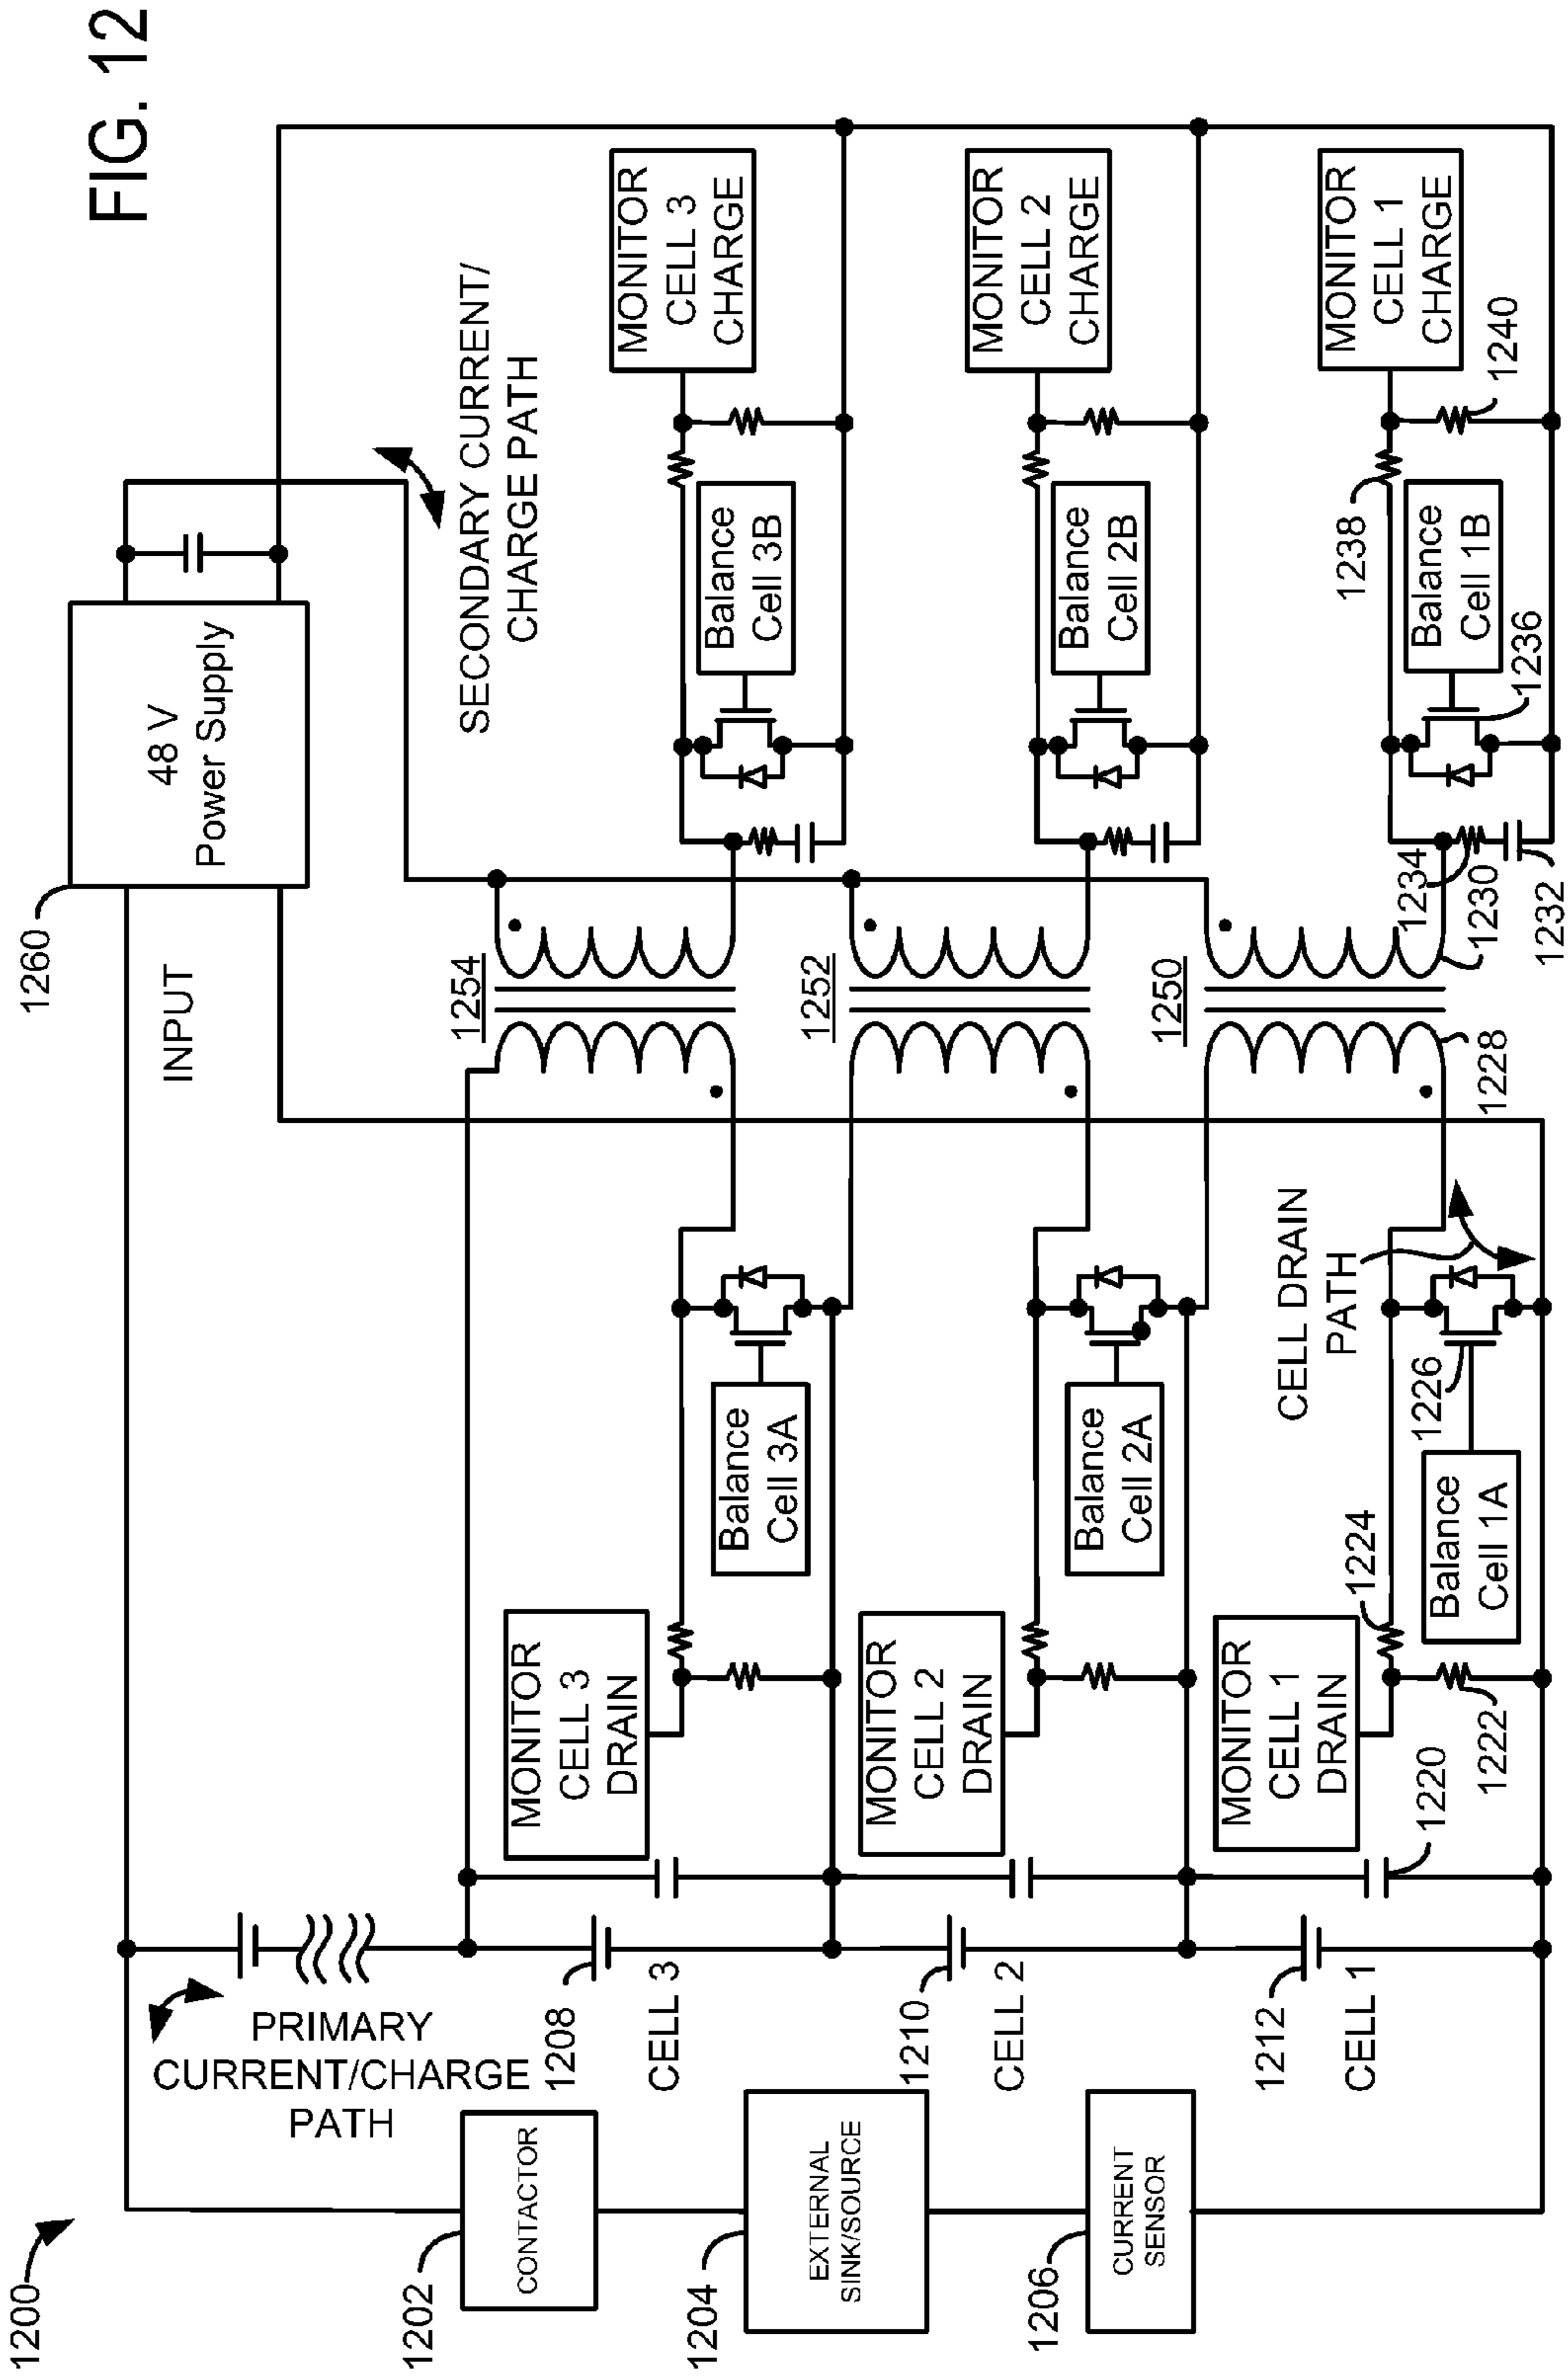 FIG. 12
1200
1260
48 V
Power Supply
INPUT
SECONDARY CURRENT/
CHARGE PATH
PRIMARY
CURRENT/CHARGE
PATH
1202
CONTACTOR
1204
EXTERNAL
SINK/SOURCE
1206
CURRENT
SENSOR
1208
CELL 3
MONITOR
CELL 3
DRAIN
Balance
Cell 3A
1254
Balance
Cell 3B
MONITOR
CELL 3
CHARGE
1210
CELL 2
MONITOR
CELL 2
DRAIN
Balance
Cell 2A
1252
Balance
Cell 2B
MONITOR
CELL 2
CHARGE
1212
CELL 1
MONITOR
CELL 1
DRAIN
1220
1222
1224
Balance
Cell 1A
1226
CELL DRAIN
PATH
1250
1228
1230
1232
1234
1236
Balance
Cell 1B
1238
1240
MONITOR
CELL 1
CHARGE